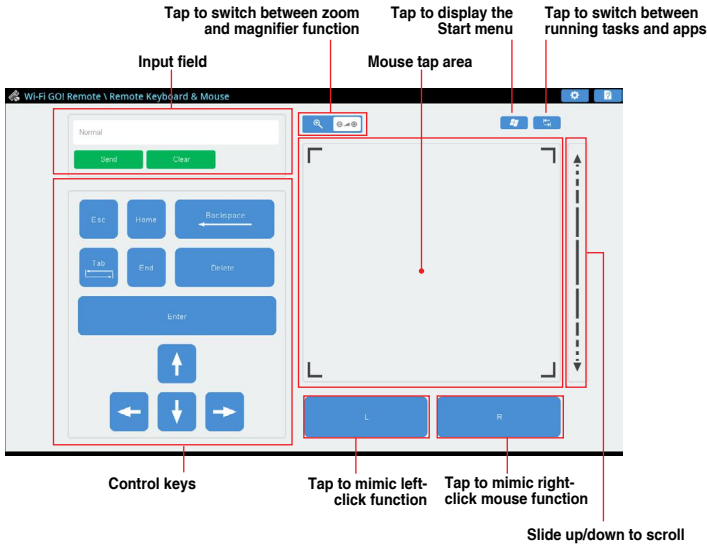 Tap to switch between zoom
and magnifier function
Tap to display the
Start menu
Tap to switch between
running tasks and apps
Input field
Mouse tap area
Wi-Fi GO! Remote \ Remote Keyboard & Mouse
Normal
Send
Clear
Esc
Home
Backspace
Tab
End
Delete
Enter
L
R
Control keys
Tap to mimic left-
click function
Tap to mimic right-
click mouse function
Slide up/down to scroll